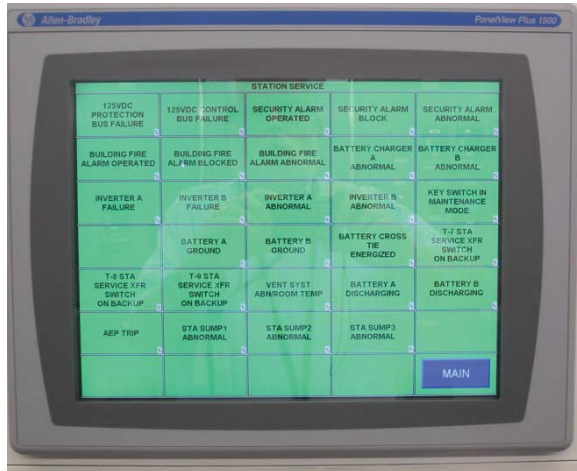 Allen-Bradley
PanelView Plus 1500
STATION SERVICE
125VDC
PROTECTION
BUS FAILURE
125VDC CONTROL
BUS FAILURE
SECURITY ALARM
OPERATED
SECURITY ALARM
BLOCK
SECURITY ALARM
ABNORMAL
BUILDING FIRE
ALARM OPERATED
BUILDING FIRE
ALARM BLOCKED
BUILDING FIRE
ALARM ABNORMAL
BATTERY CHARGER
A
ABNORMAL
BATTERY CHARGER
B
ABNORMAL
INVERTER A
FAILURE
INVERTER B
FAILURE
INVERTER A
ABNORMAL
INVERTER B
ABNORMAL
KEY SWITCH IN
MAINTENANCE
MODE
BATTERY A
GROUND
BATTERY B
GROUND
BATTERY CROSS
TIE
ENERGIZED
T-7 STA
SERVICE XFR
SWITCH
ON BACKUP
T-8 STA
SERVICE XFR
SWITCH
ON BACKUP
T-9 STA
SERVICE XFR
SWITCH
ON BACKUP
VENT SYST
ABN/ROOM TEMP
BATTERY A
DISCHARGING
BATTERY B
DISCHARGING
AEP TRIP
STA SUMP1
ABNORMAL
STA SUMP2
ABNORMAL
STA SUMP3
ABNORMAL
MAIN